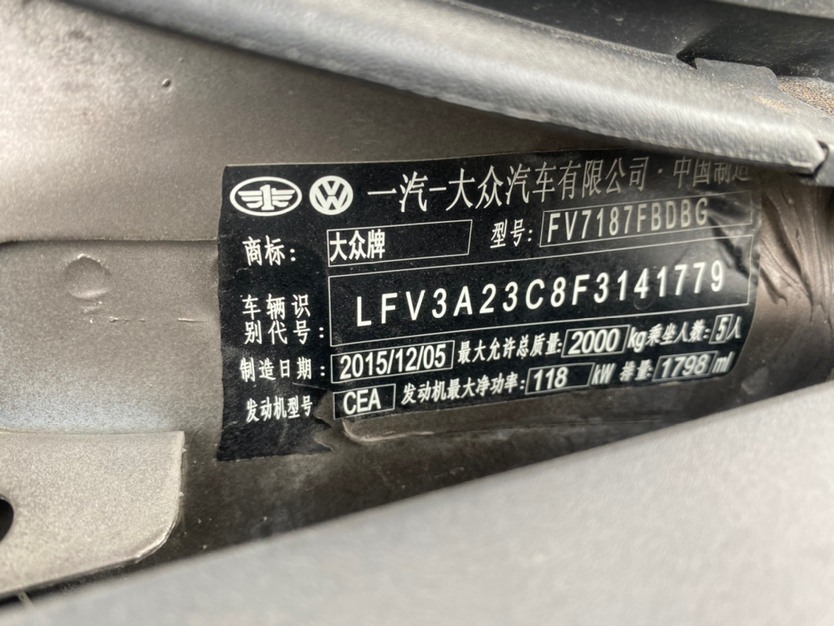 一汽-大众汽车有限公司·中国制造
商标: 大众牌 型号: FV7187FBDBG
车辆识别代号: LFV3A23C8F3141779
制造日期: 2015/12/05 最大允许总质量: 2000 kg 乘坐人数: 5人
发动机型号 CEA 发动机最大净功率: 118 kW 排量: 1798 ml